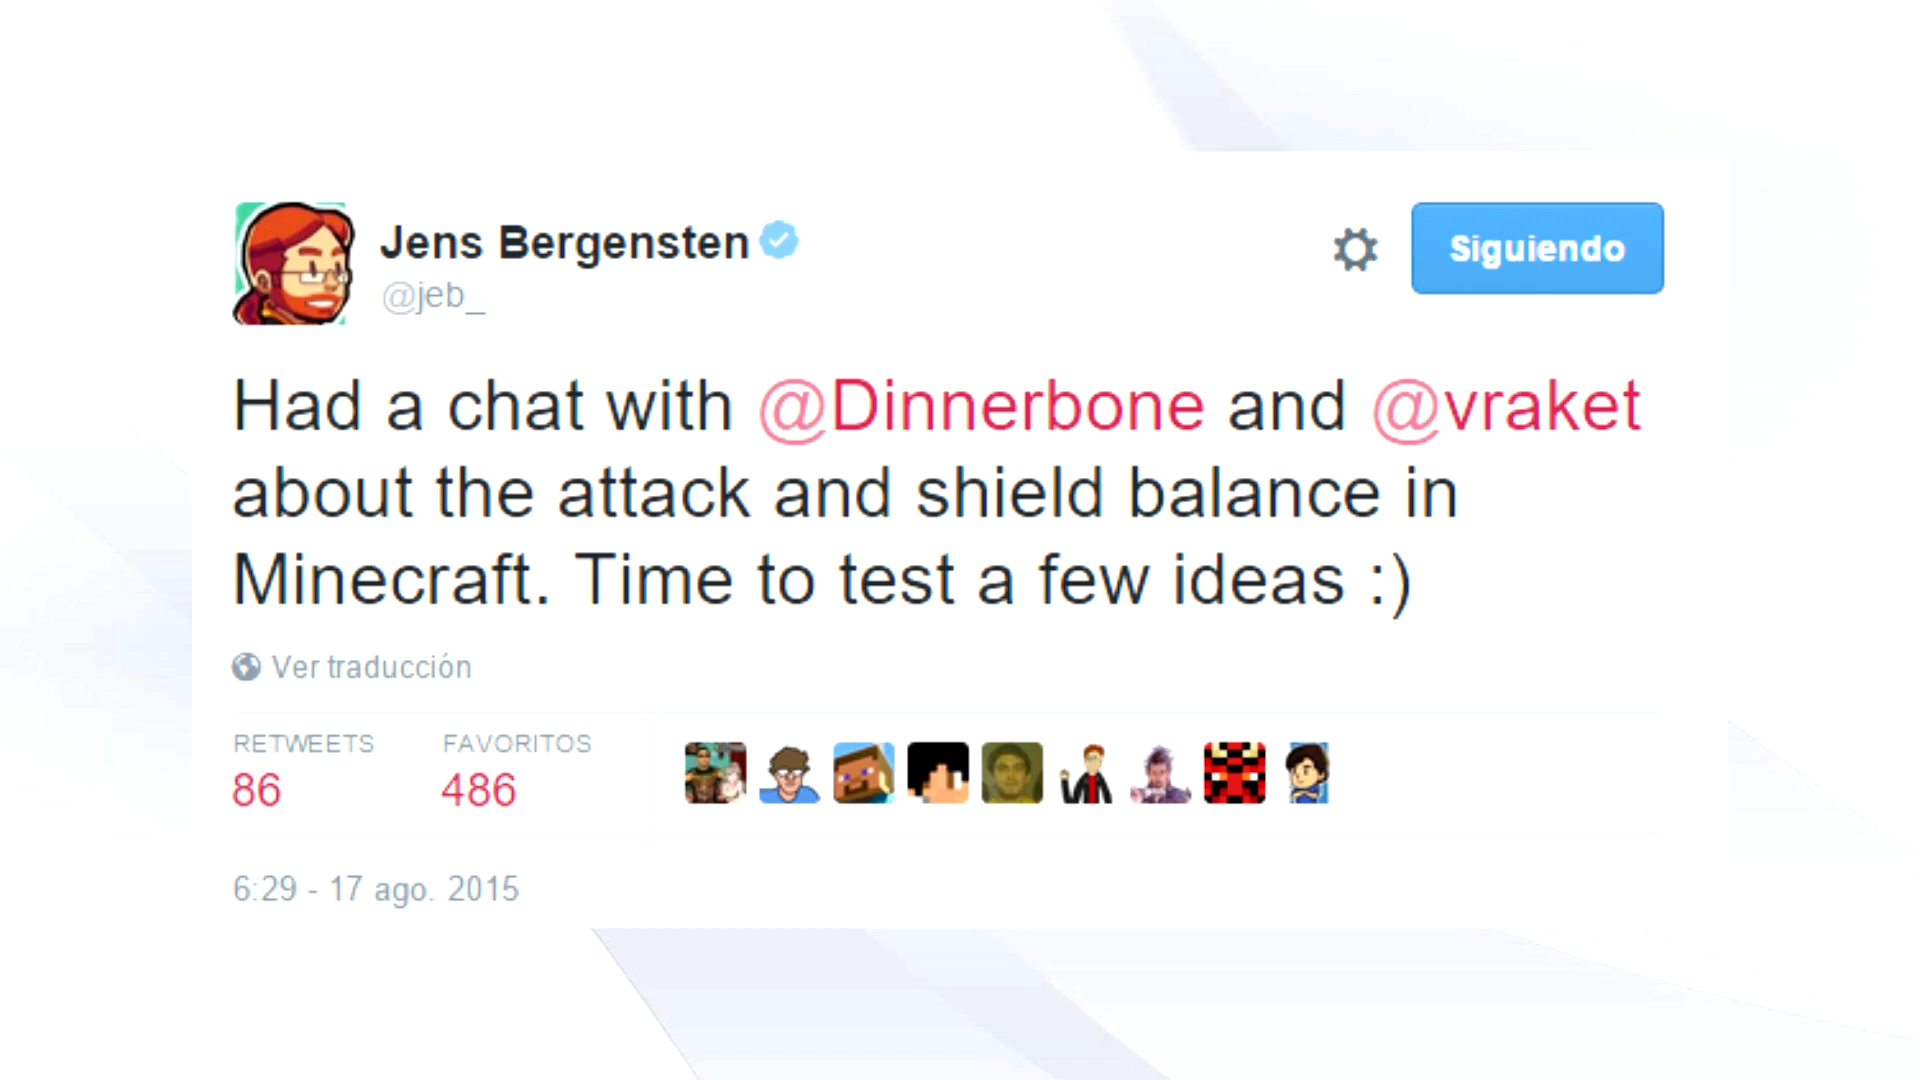 Jens Bergensten
@jeb_
Siguiendo
Had a chat with @Dinnerbone and @vraket
about the attack and shield balance in
Minecraft. Time to test a few ideas :)
Ver traducción
RETWEETS FAVORITOS
86 486
6:29 - 17 ago. 2015